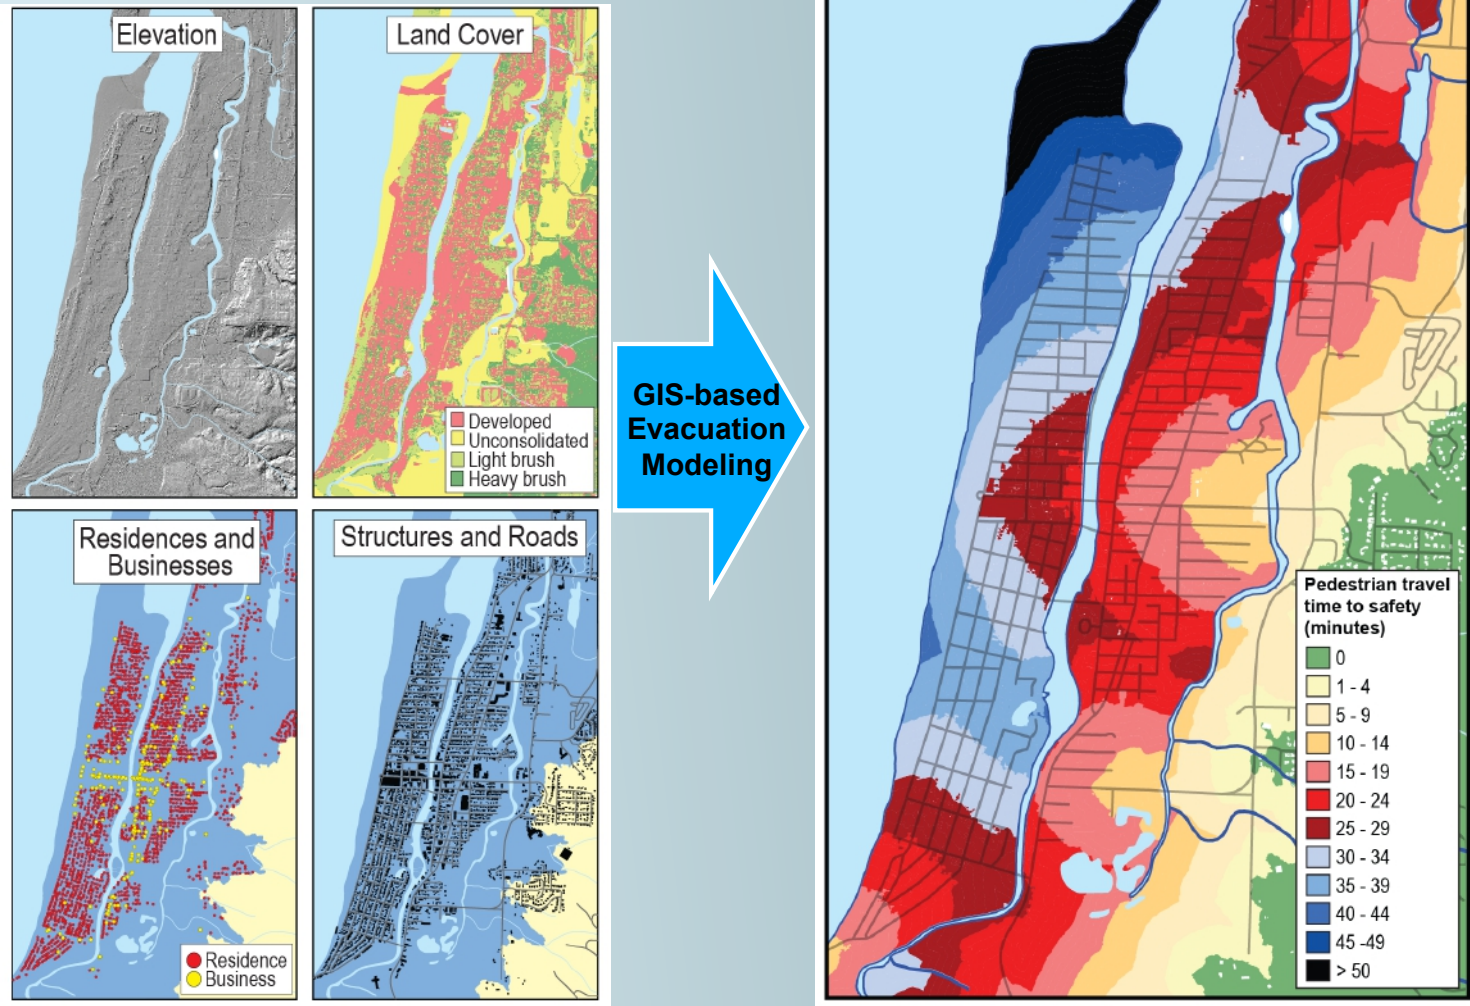 Elevation
Land Cover
Developed
Unconsolidated
Light brush
Heavy brush
Residences and
Businesses
Residence
Business
Structures and Roads
GIS-based
Evacuation
Modeling
Pedestrian travel
time to safety
(minutes)
0
1 - 4
5 - 9
10 - 14
15 - 19
20 - 24
25 - 29
30 - 34
35 - 39
40 - 44
45 -49
> 50